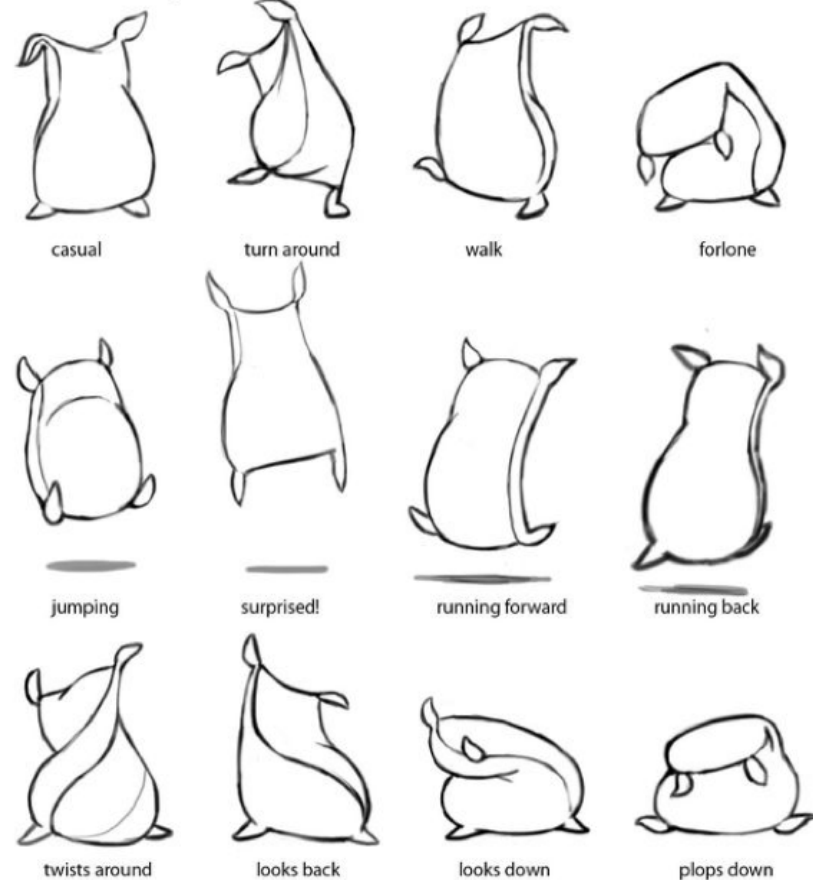 casual
turn around
walk
forlone
jumping
surprised!
running forward
running back
twists around
looks back
looks down
plops down